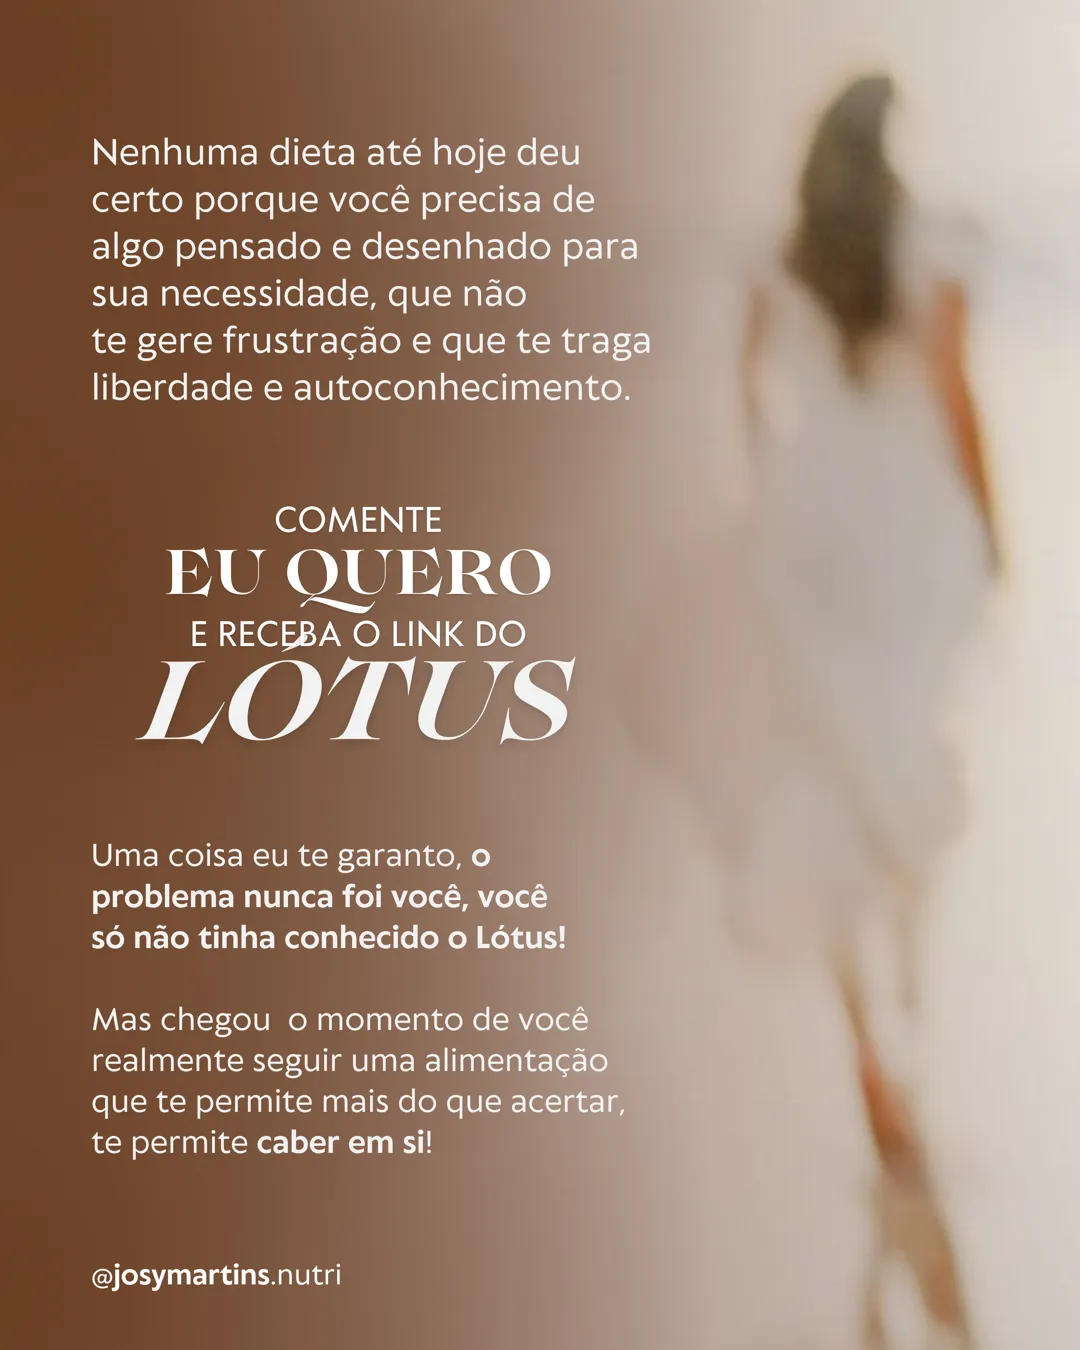 Nenhuma dieta até hoje deu
certo porque você precisa de
algo pensado e desenhado para
sua necessidade, que não
te gere frustração e que te traga
liberdade e autoconhecimento.
COMENTE
EU QUERO
E RECEBA O LINK DO
LÓTUS
Uma coisa eu te garanto, o
problema nunca foi você, você
só não tinha conhecido o Lótus!
Mas chegou  o momento de você
realmente seguir uma alimentação
que te permite mais do que acertar,
te permite caber em si!
@josymartins.nutri